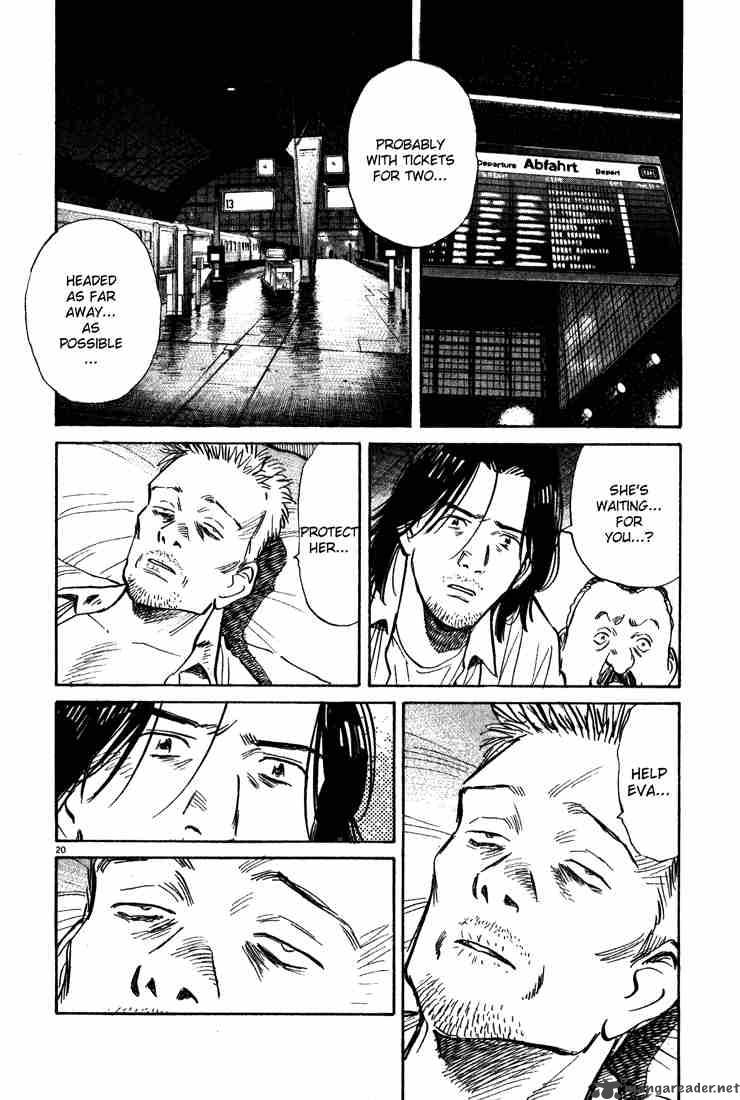 PROBABLY
WITH TICKETS
FOR TWO...
Departure Abfahrt Depart
13
HEADED
AS FAR
AWAY...
AS
POSSIBLE
...
SHE'S
WAITING...
FOR
YOU...?
PROTECT
HER...
HELP
EVA...
20
mangareader.net